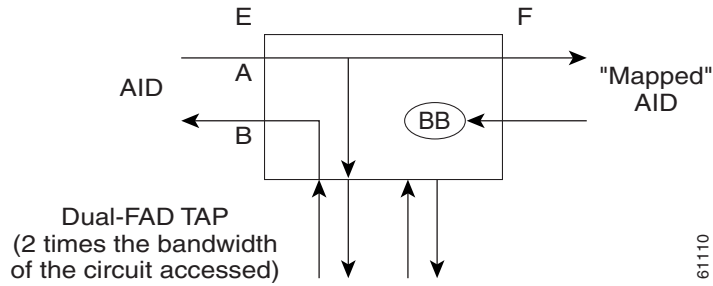 E
F
A
AID
"Mapped"
AID
B
BB
Dual-FAD TAP
(2 times the bandwidth
of the circuit accessed)
61110